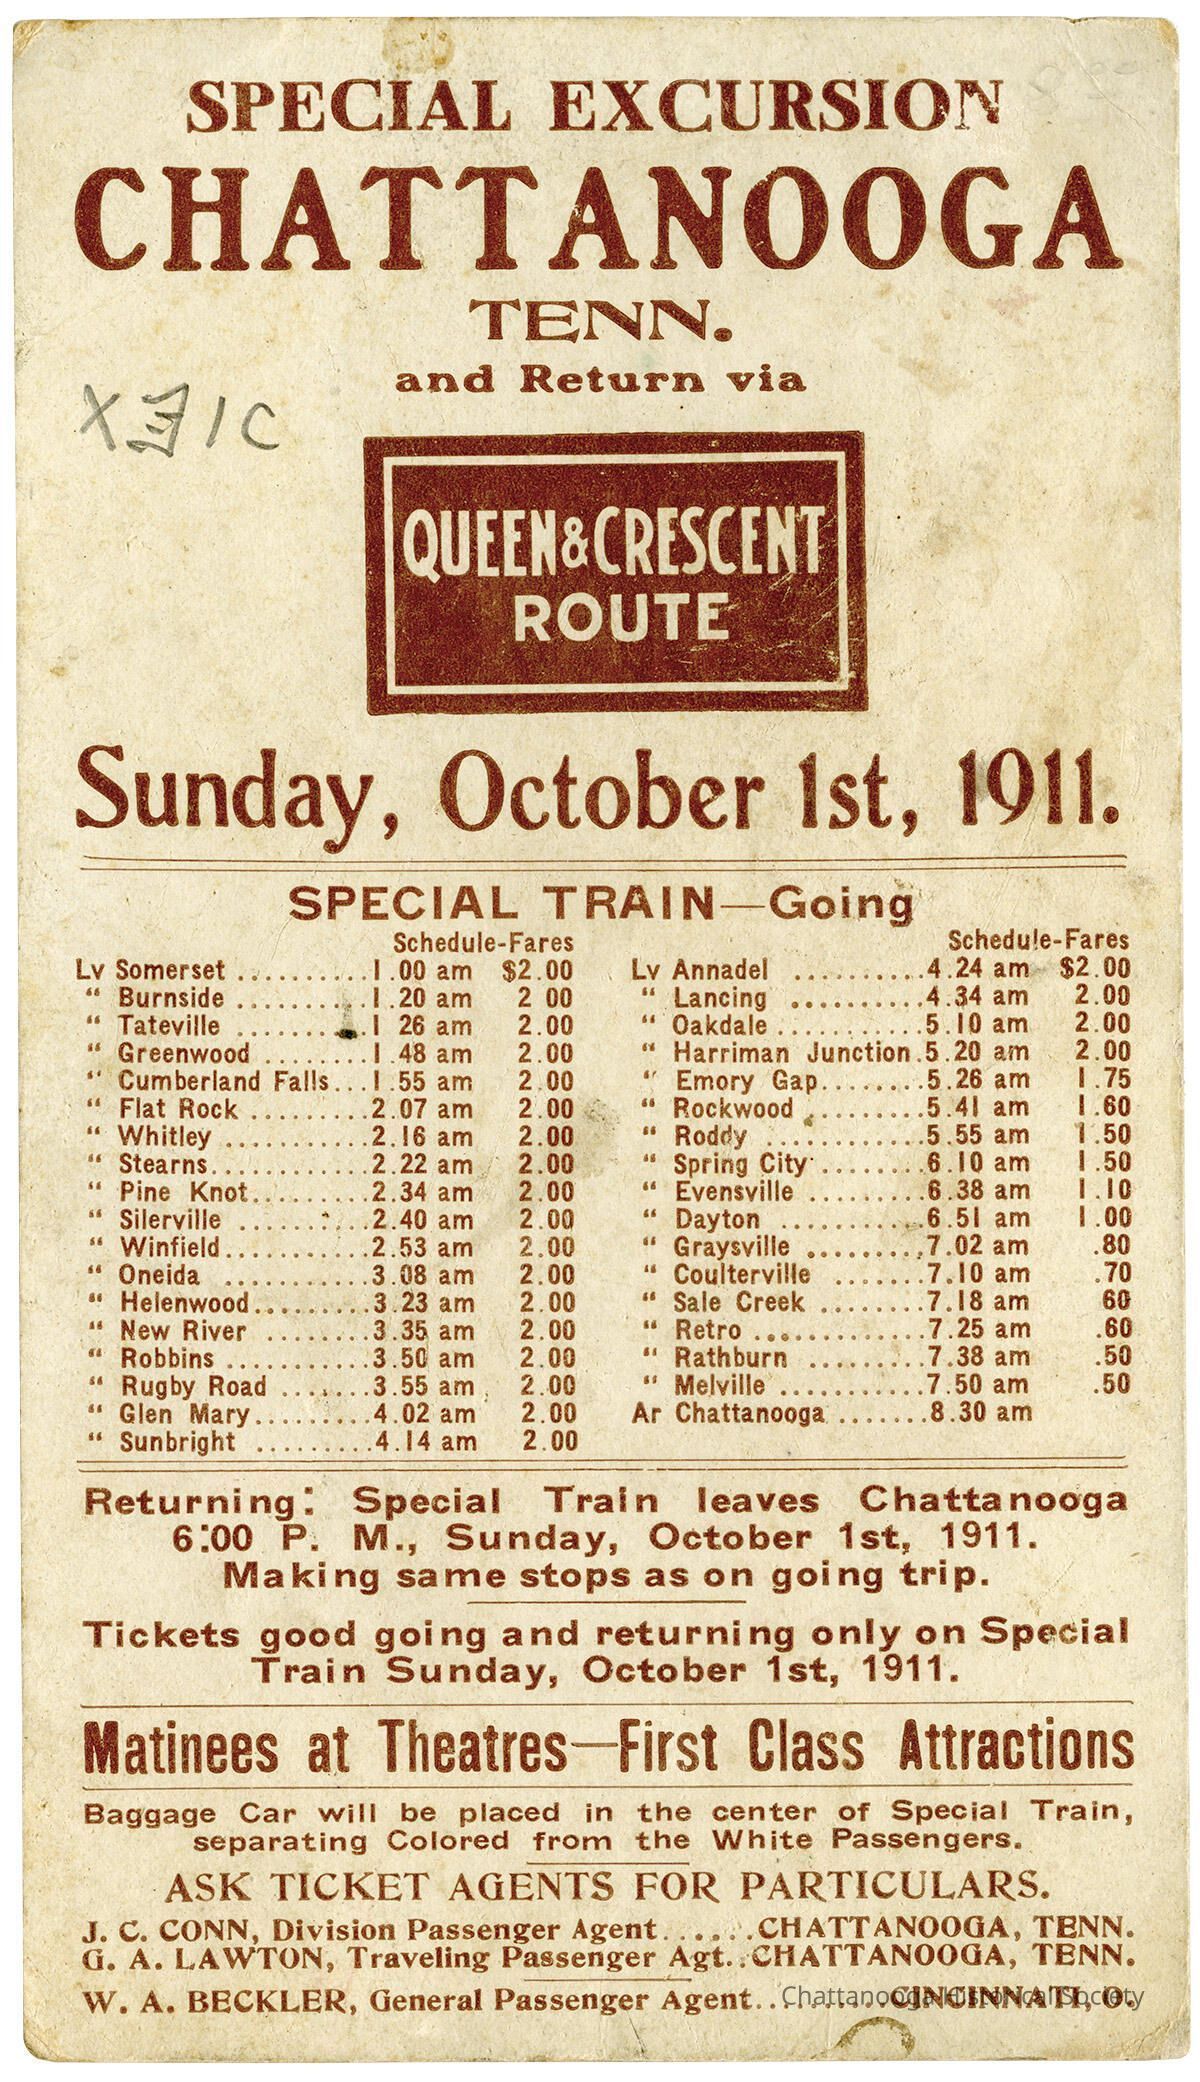 SPECIAL EXCURSION
CHATTANOOGA
TENN.
and Return via
QUEEN & CRESCENT
ROUTE
Sunday, October 1st, 1911.
SPECIAL TRAIN—Going
Schedule-Fares
Lv Somerset ..........1.00 am $2.00
" Burnside ..........1.20 am 2 00
" Tateville ..........1 26 am 2.00
" Greenwood ........1.48 am 2.00
" Cumberland Falls...1.55 am 2.00
" Flat Rock ..........2.07 am 2.00
" Whitley ...........2.16 am 2.00
" Stearns............2.22 am 2.00
" Pine Knot..........2.34 am 2.00
" Silerville ..........2.40 am 2.00
" Winfield...........2.53 am 2.00
" Oneida ...........3.08 am 2.00
" Helenwood.........3.23 am 2.00
" New River ........3.35 am 2.00
" Robbins ...........3.50 am 2.00
" Rugby Road .......3.55 am 2.00
" Glen Mary.........4.02 am 2.00
" Sunbright .........4.14 am 2.00
Schedule-Fares
Lv Annadel ..........4.24 am $2.00
" Lancing ..........4.34 am 2.00
" Oakdale...........5.10 am 2.00
" Harriman Junction.5.20 am 2.00
" Emory Gap........5.26 am 1.75
" Rockwood .........5.41 am 1.60
" Roddy ............5.55 am 1.50
" Spring City........6.10 am 1.50
" Evensville .........6.38 am 1.10
" Dayton ...........6.51 am 1.00
" Graysville .........7.02 am .80
" Coulterville .......7.10 am .70
" Sale Creek ........7.18 am 60
" Retro .............7.25 am .60
" Rathburn .........7.38 am .50
" Melville ...........7.50 am .50
Ar Chattanooga .......8.30 am
Returning: Special Train leaves Chattanooga
6:00 P. M., Sunday, October 1st, 1911.
Making same stops as on going trip.
Tickets good going and returning only on Special
Train Sunday, October 1st, 1911.
Matinees at Theatres—First Class Attractions
Baggage Car will be placed in the center of Special Train,
separating Colored from the White Passengers.
ASK TICKET AGENTS FOR PARTICULARS.
J. C. CONN, Division Passenger Agent......CHATTANOOGA, TENN.
G. A. LAWTON, Traveling Passenger Agt...CHATTANOOGA, TENN.
W. A. BECKLER, General Passenger Agent.........CINCINNATI, O.
Chattanooga Historical Society